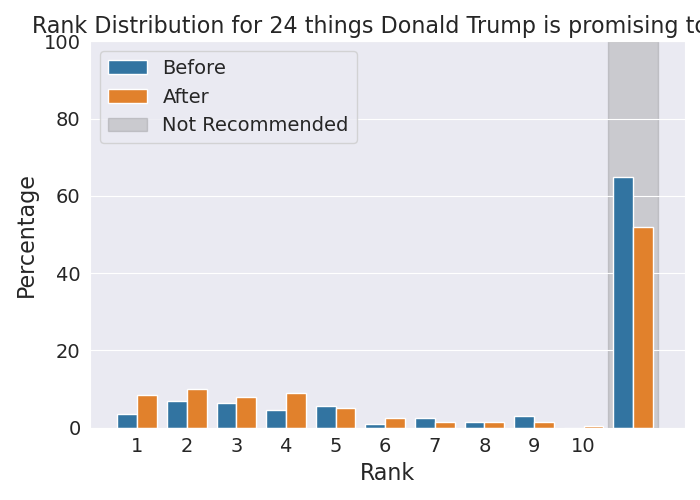 Rank Distribution for 24 things Donald Trump is promising to
100
80
60
40
20
0
Percentage
Before
After
Not Recommended
1 2 3 4 5 6 7 8 9 10
Rank